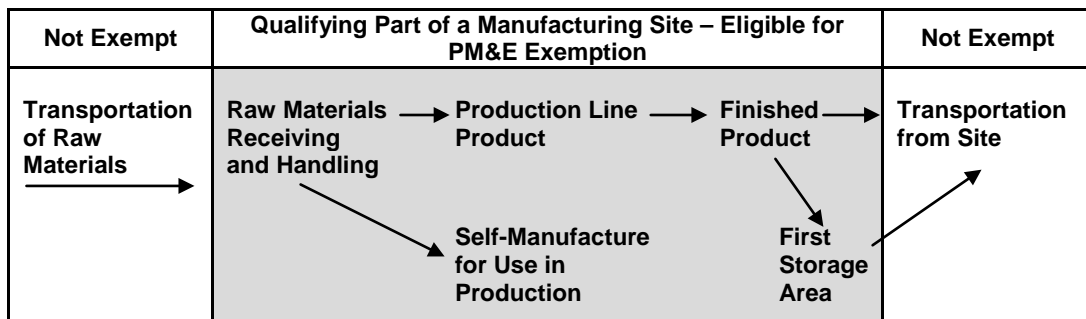 Not Exempt
Qualifying Part of a Manufacturing Site – Eligible for
PM&E Exemption
Not Exempt
Transportation
of Raw
Materials
Raw Materials
Receiving
and Handling
Production Line
Product
Finished
Product
Transportation
from Site
Self-Manufacture
for Use in
Production
First
Storage
Area